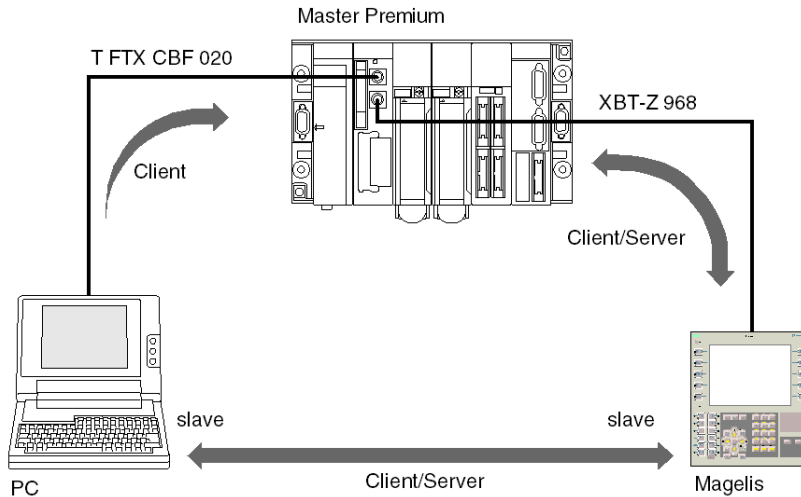 Master Premium
T FTX CBF 020
XBT-Z 968
Client
Client/Server
slave
slave
Client/Server
PC
Magelis